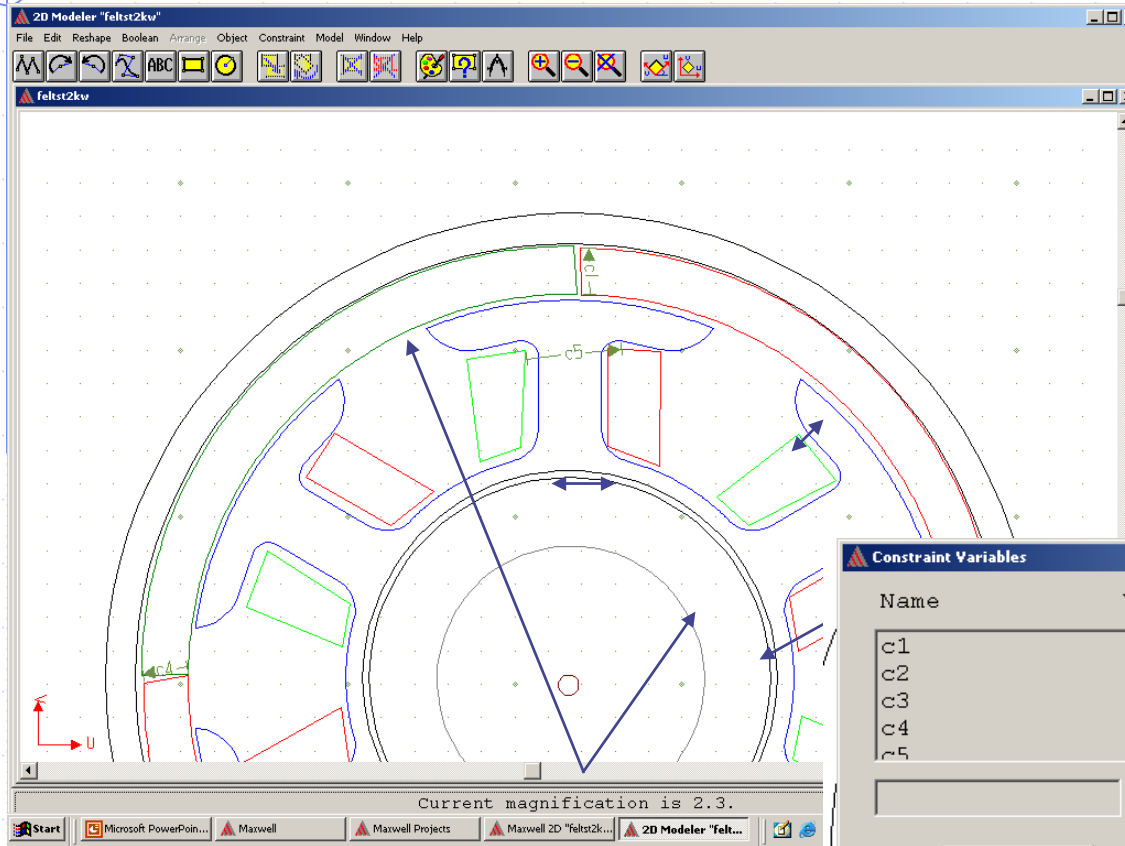 2D Modeler "feltst2kw"
File Edit Reshape Boolean Arrange Object Constraint Model Window Help
ABC
feltst2kw
c1
c5
c4
U
Constraint Variables
Name
c1
c2
c3
c4
c5
Current magnification is 2.3.
Start Microsoft PowerPoin... Maxwell Maxwell Projects Maxwell 2D "feltst2k... 2D Modeler "felt...